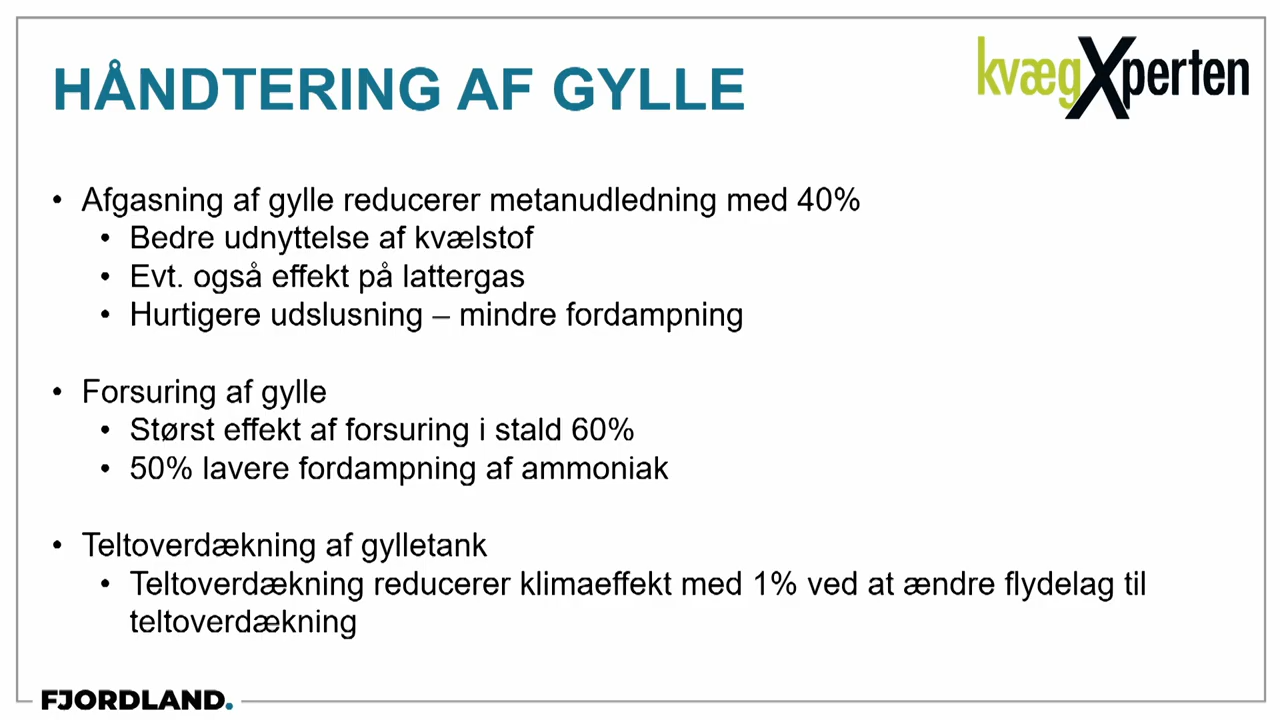 HÅNDTERING AF GYLLE
kvægXperten
• Afgasning af gylle reducerer metanudledning med 40%
• Bedre udnyttelse af kvælstof
• Evt. også effekt på lattergas
• Hurtigere udslusning – mindre fordampning
• Forsuring af gylle
• Størst effekt af forsuring i stald 60%
• 50% lavere fordampning af ammoniak
• Teltoverdækning af gylletank
• Teltoverdækning reducerer klimaeffekt med 1% ved at ændre flydelag til
teltoverdækning
FJORDLAND.